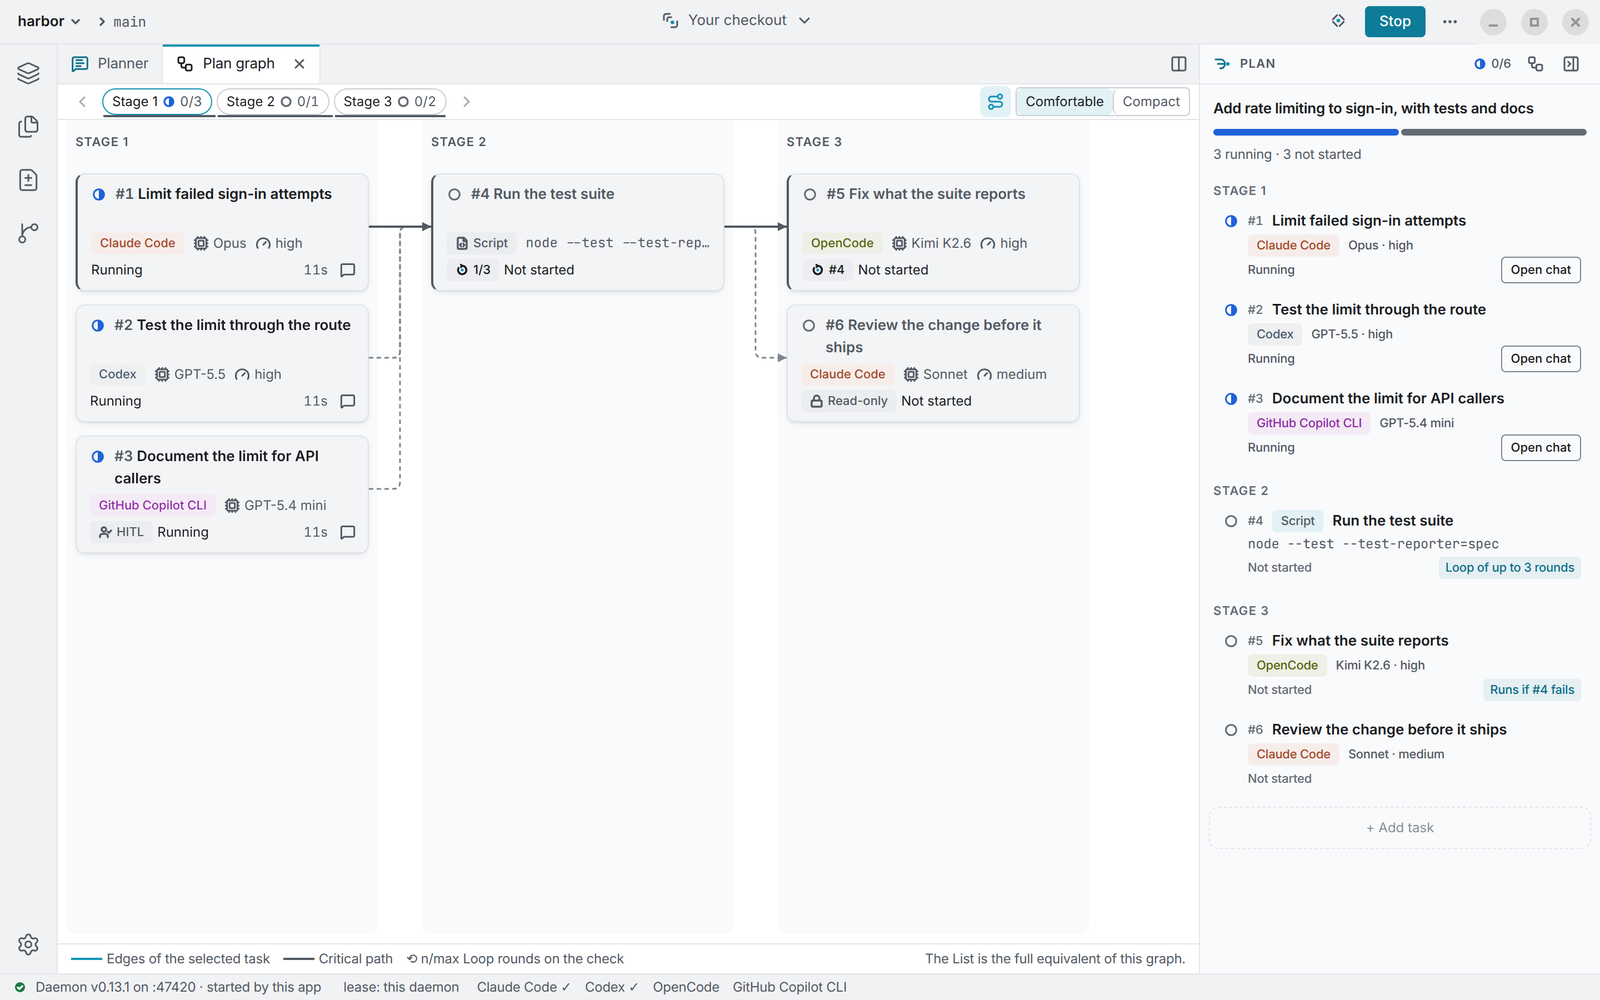 harbor
main
Your checkout
Stop
Planner
Plan graph
PLAN
0/6
Stage 1 0/3
Stage 2 0/1
Stage 3 0/2
Comfortable
Compact
STAGE 1
#1 Limit failed sign-in attempts
Claude Code Opus high
Running 11s
#2 Test the limit through the route
Codex GPT-5.5 high
Running 11s
#3 Document the limit for API
callers
GitHub Copilot CLI GPT-5.4 mini
HITL Running 11s
STAGE 2
#4 Run the test suite
Script node --test --test-rep…
1/3 Not started
STAGE 3
#5 Fix what the suite reports
OpenCode Kimi K2.6 high
#4 Not started
#6 Review the change before it
ships
Claude Code Sonnet medium
Read-only Not started
Edges of the selected task
Critical path
n/max Loop rounds on the check
The List is the full equivalent of this graph.
Add rate limiting to sign-in, with tests and docs
3 running · 3 not started
STAGE 1
#1 Limit failed sign-in attempts
Claude Code Opus · high
Running Open chat
#2 Test the limit through the route
Codex GPT-5.5 · high
Running Open chat
#3 Document the limit for API callers
GitHub Copilot CLI GPT-5.4 mini
Running Open chat
STAGE 2
#4 Script Run the test suite
node --test --test-reporter=spec
Not started Loop of up to 3 rounds
STAGE 3
#5 Fix what the suite reports
OpenCode Kimi K2.6 · high
Not started Runs if #4 fails
#6 Review the change before it ships
Claude Code Sonnet · medium
Not started
+ Add task
Daemon v0.13.1 on :47420 · started by this app lease: this daemon Claude Code ✓ Codex ✓ OpenCode GitHub Copilot CLI